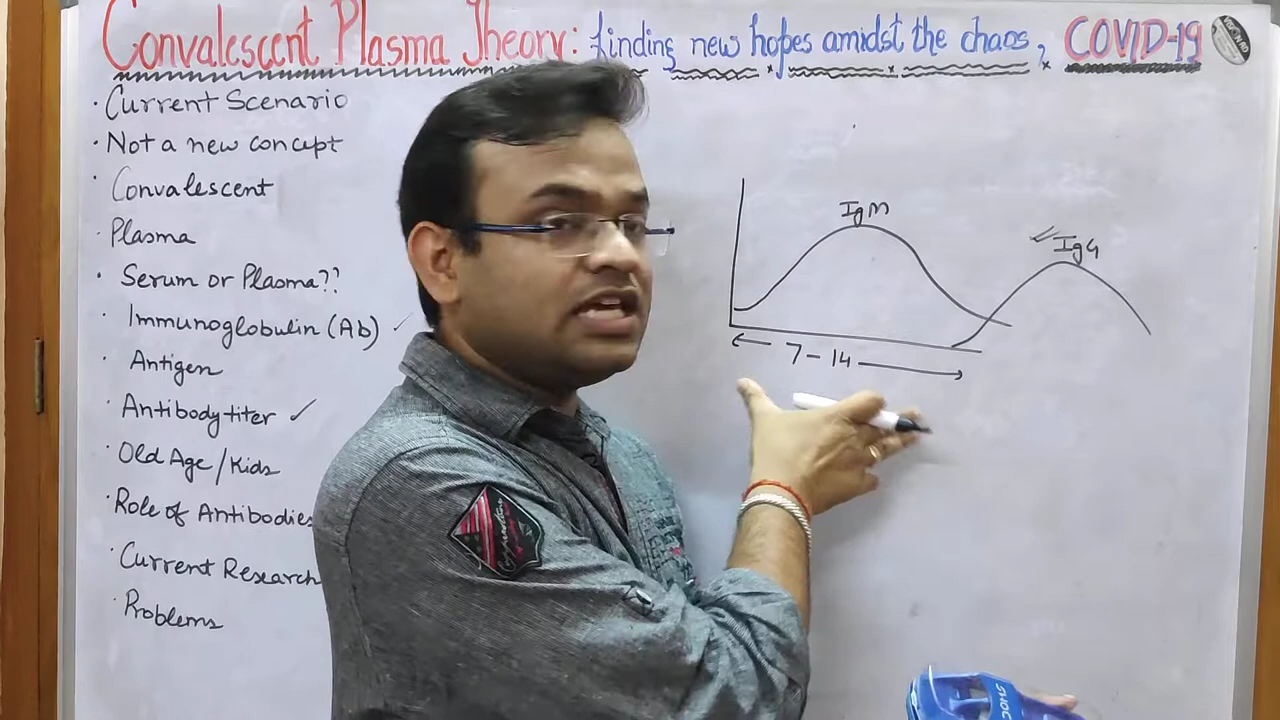 Convalescent Plasma Theory: finding new hopes amidst the chaos, COVID-19
· Current Scenario
· Not a new concept
· Convalescent
· Plasma
· Serum or Plasma??
· Immunoglobulin (Ab) ✓
· Antigen
· Antibody titer ✓
· Old Age / Kids
· Role of Antibodies
· Current Research
· Problems
IgM
✓ IgG
7 - 14